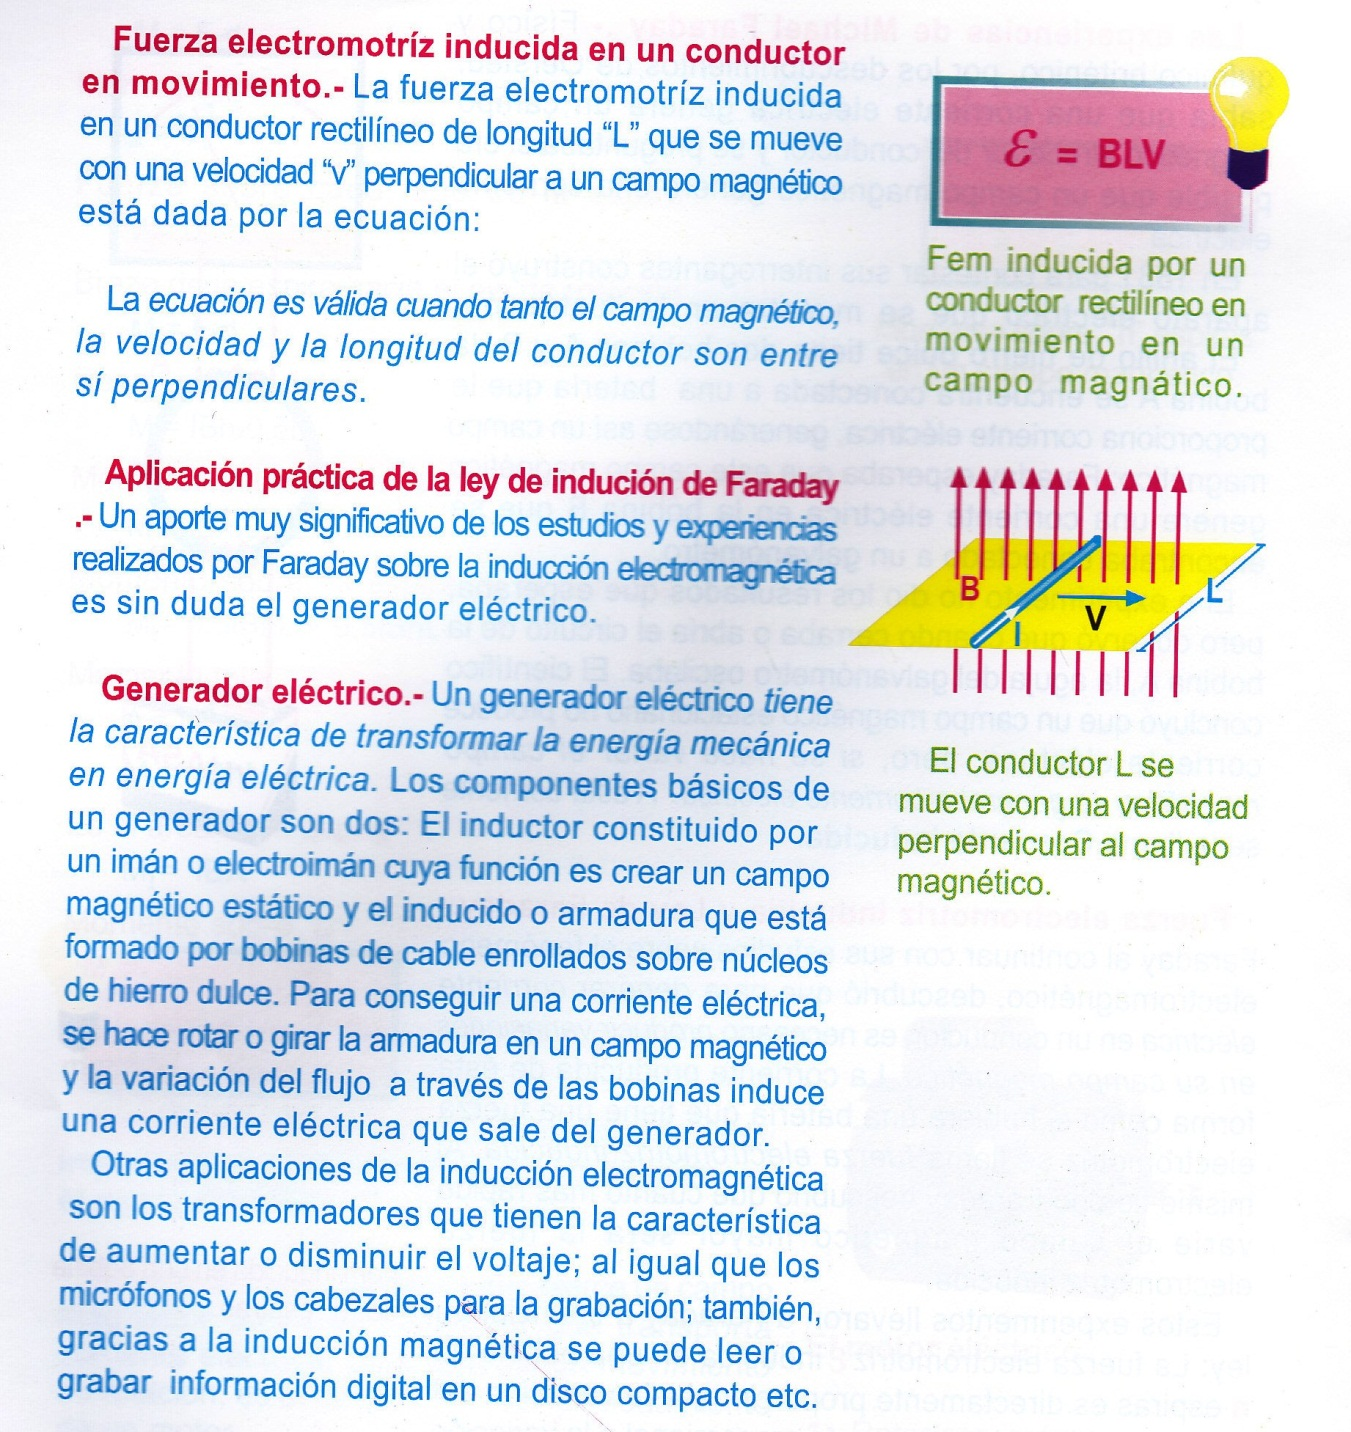 Fuerza electromotríz inducida en un conductor
en movimiento.- La fuerza electromotríz inducida
en un conductor rectilíneo de longitud “L” que se mueve
con una velocidad “v” perpendicular a un campo magnético
está dada por la ecuación:
La ecuación es válida cuando tanto el campo magnético,
la velocidad y la longitud del conductor son entre
sí perpendiculares.
Aplicación práctica de la ley de indución de Faraday
.- Un aporte muy significativo de los estudios y experiencias
realizados por Faraday sobre la inducción electromagnética
es sin duda el generador eléctrico.
Generador eléctrico.- Un generador eléctrico tiene
la característica de transformar la energía mecánica
en energía eléctrica. Los componentes básicos de
un generador son dos: El inductor constituido por
un imán o electroimán cuya función es crear un campo
magnético estático y el inducido o armadura que está
formado por bobinas de cable enrollados sobre núcleos
de hierro dulce. Para conseguir una corriente eléctrica,
se hace rotar o girar la armadura en un campo magnético
y la variación del flujo a través de las bobinas induce
una corriente eléctrica que sale del generador.
Otras aplicaciones de la inducción electromagnética
son los transformadores que tienen la característica
de aumentar o disminuir el voltaje; al igual que los
micrófonos y los cabezales para la grabación; también,
gracias a la inducción magnética se puede leer o
grabar información digital en un disco compacto etc.
ℰ = BLV
Fem inducida por un
conductor rectilíneo en
movimiento en un
campo magnático.
B
I
V
L
El conductor L se
mueve con una velocidad
perpendicular al campo
magnético.